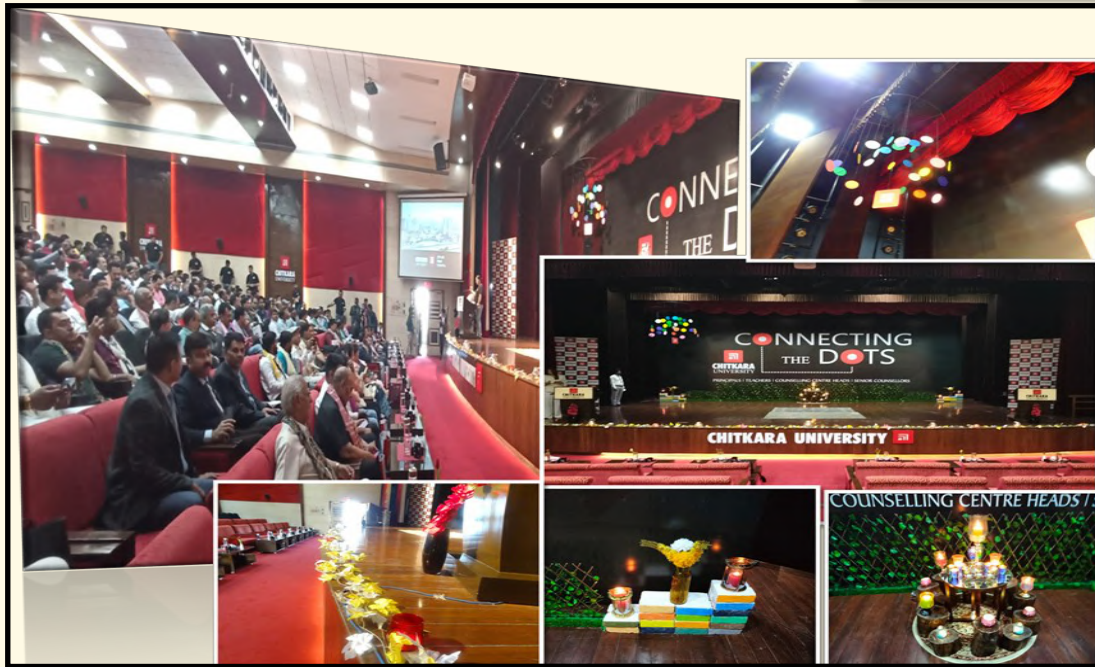 CHITKARA
UNIVERSITY
CONNE
THE D
CONNECTING
THE DOTS
CHITKARA
UNIVERSITY
PRINCIPALS / TEACHERS / COUNSELLING CENTRE HEADS / SENIOR COUNSELLORS
CHITKARA UNIVERSITY
COUNSELLING CENTRE HEADS / S